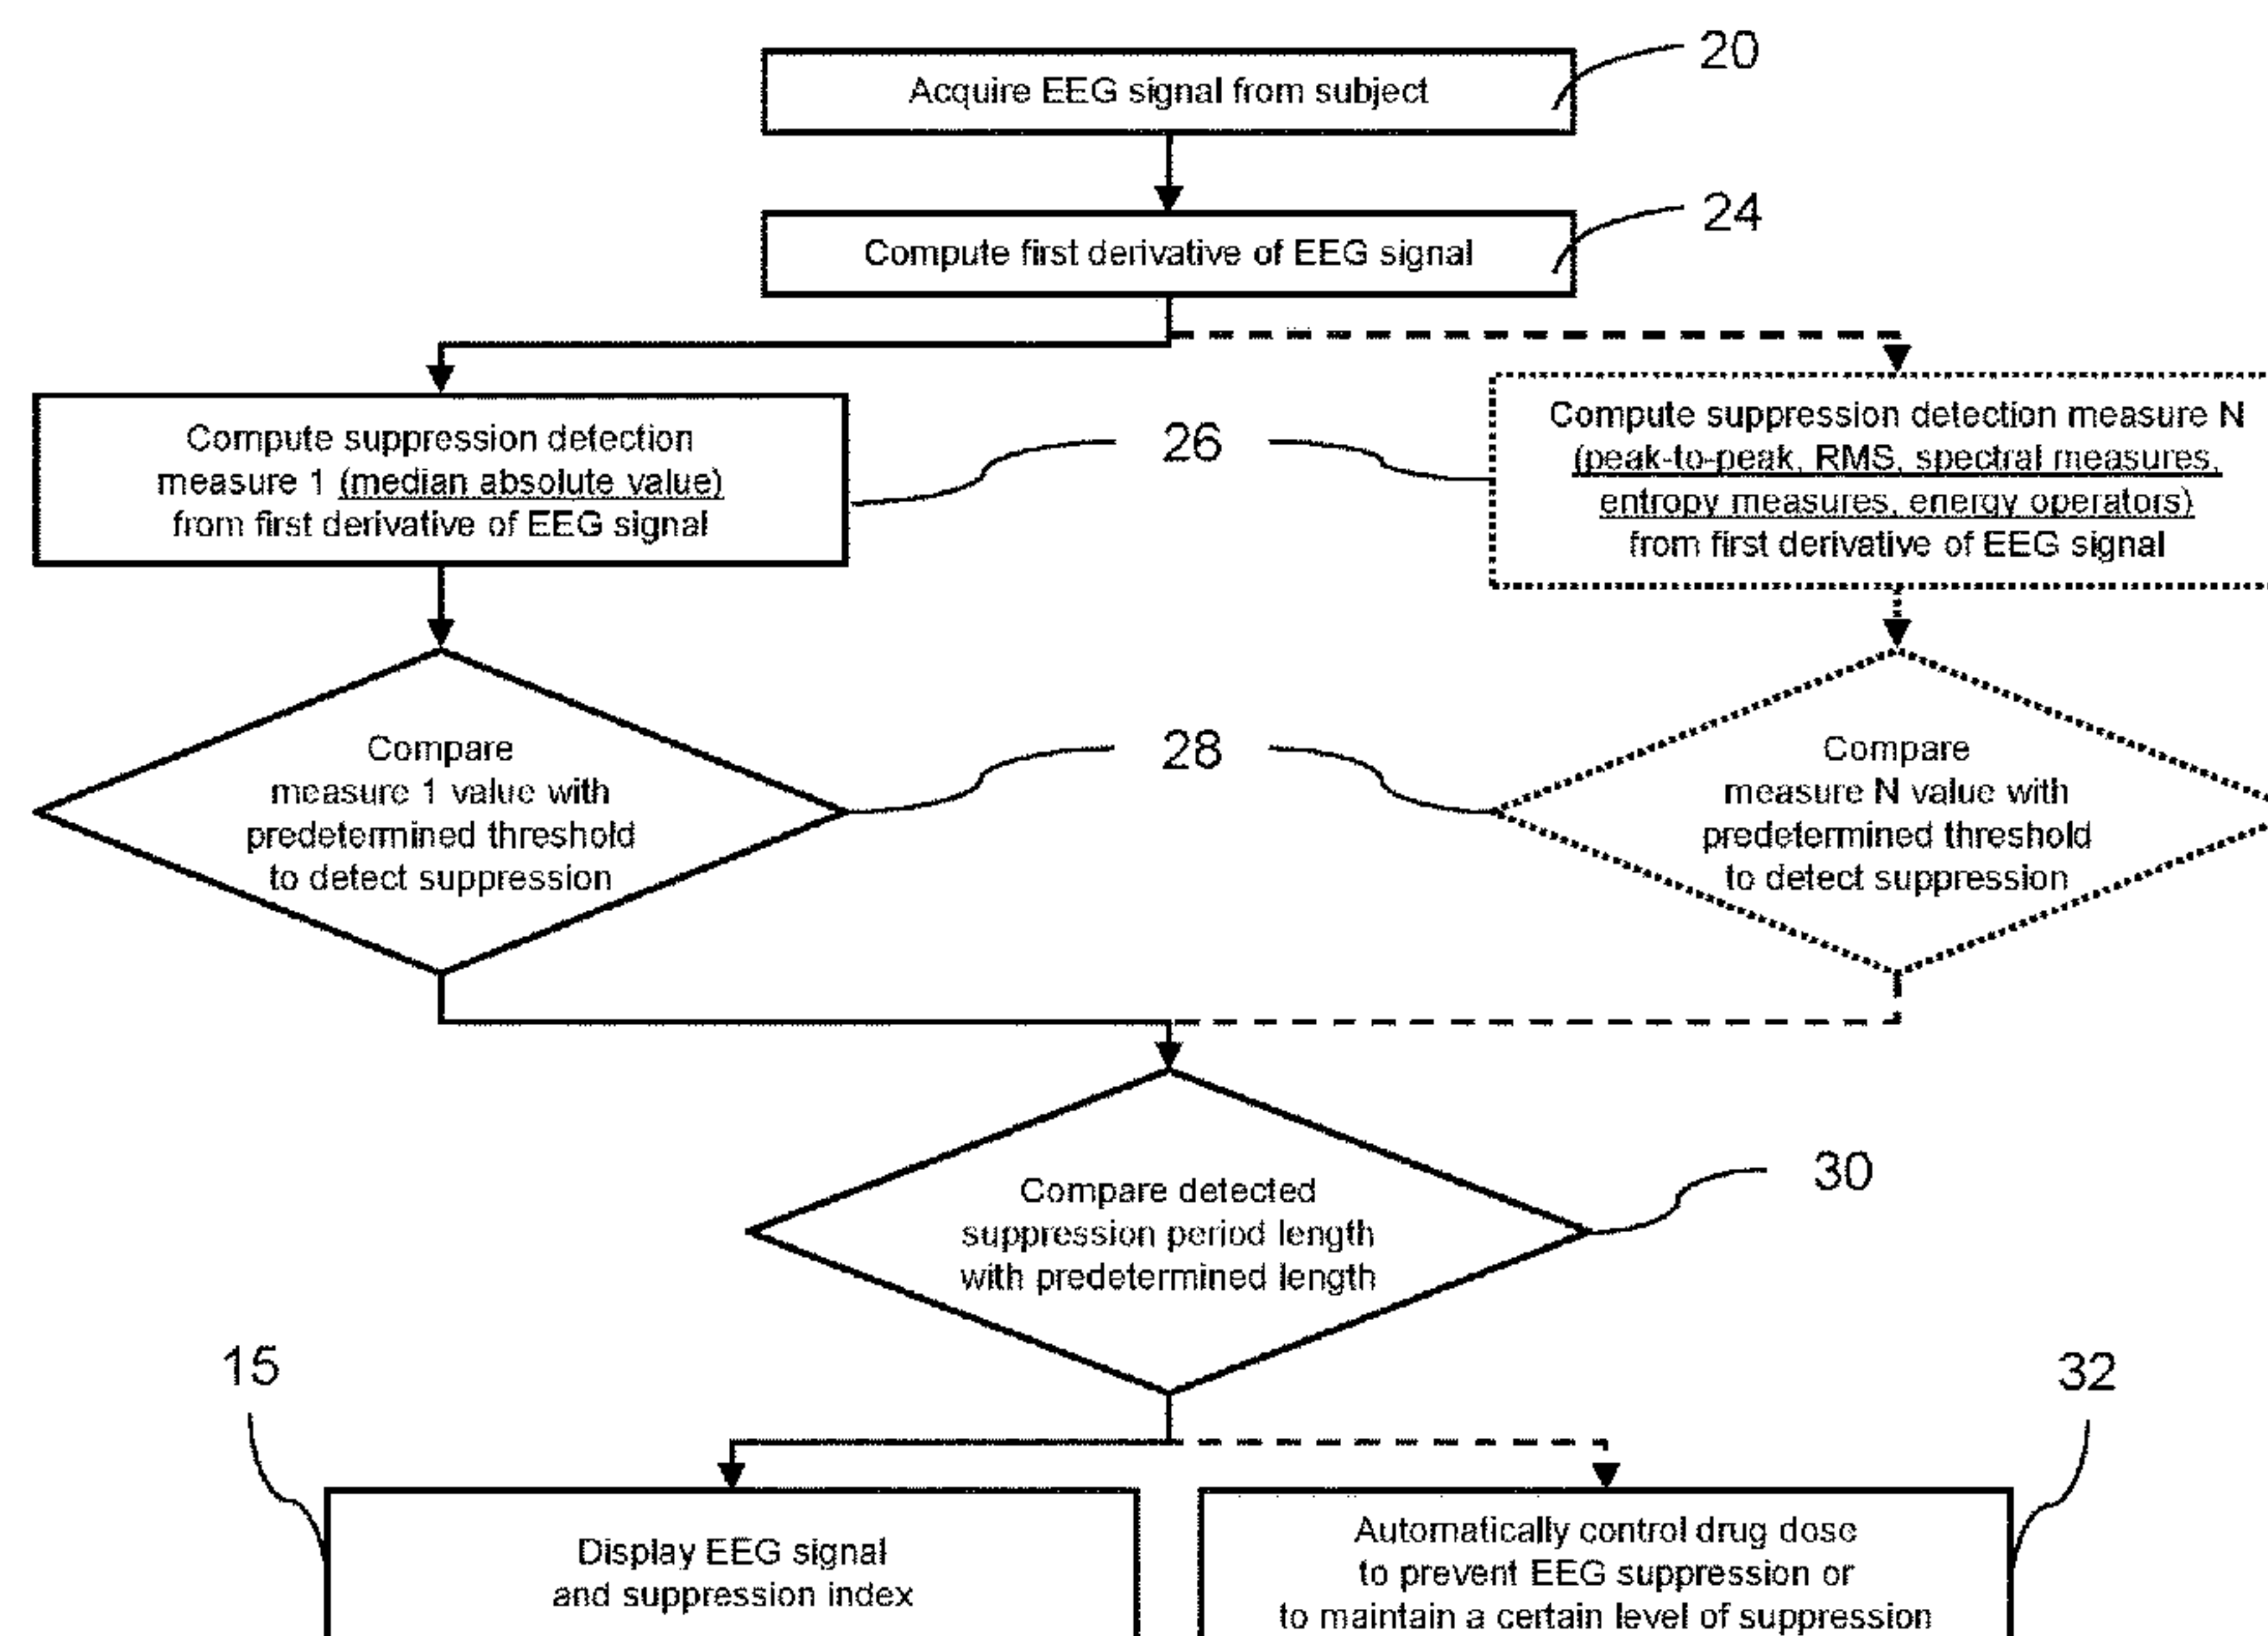 Acquire EEG signal from subject
20
Compute first derivative of EEG signal
24
Compute suppression detection
measure 1 (median absolute value)
from first derivative of EEG signal
26
Compute suppression detection measure N
(peak-to-peak, RMS, spectral measures,
entropy measures, energy operators)
from first derivative of EEG signal
Compare
measure 1 value with
predetermined threshold
to detect suppression
28
Compare
measure N value with
predetermined threshold
to detect suppression
Compare detected
suppression period length
with predetermined length
30
15
32
Display EEG signal
and suppression index
Automatically control drug dose
to prevent EEG suppression or
to maintain a certain level of suppression